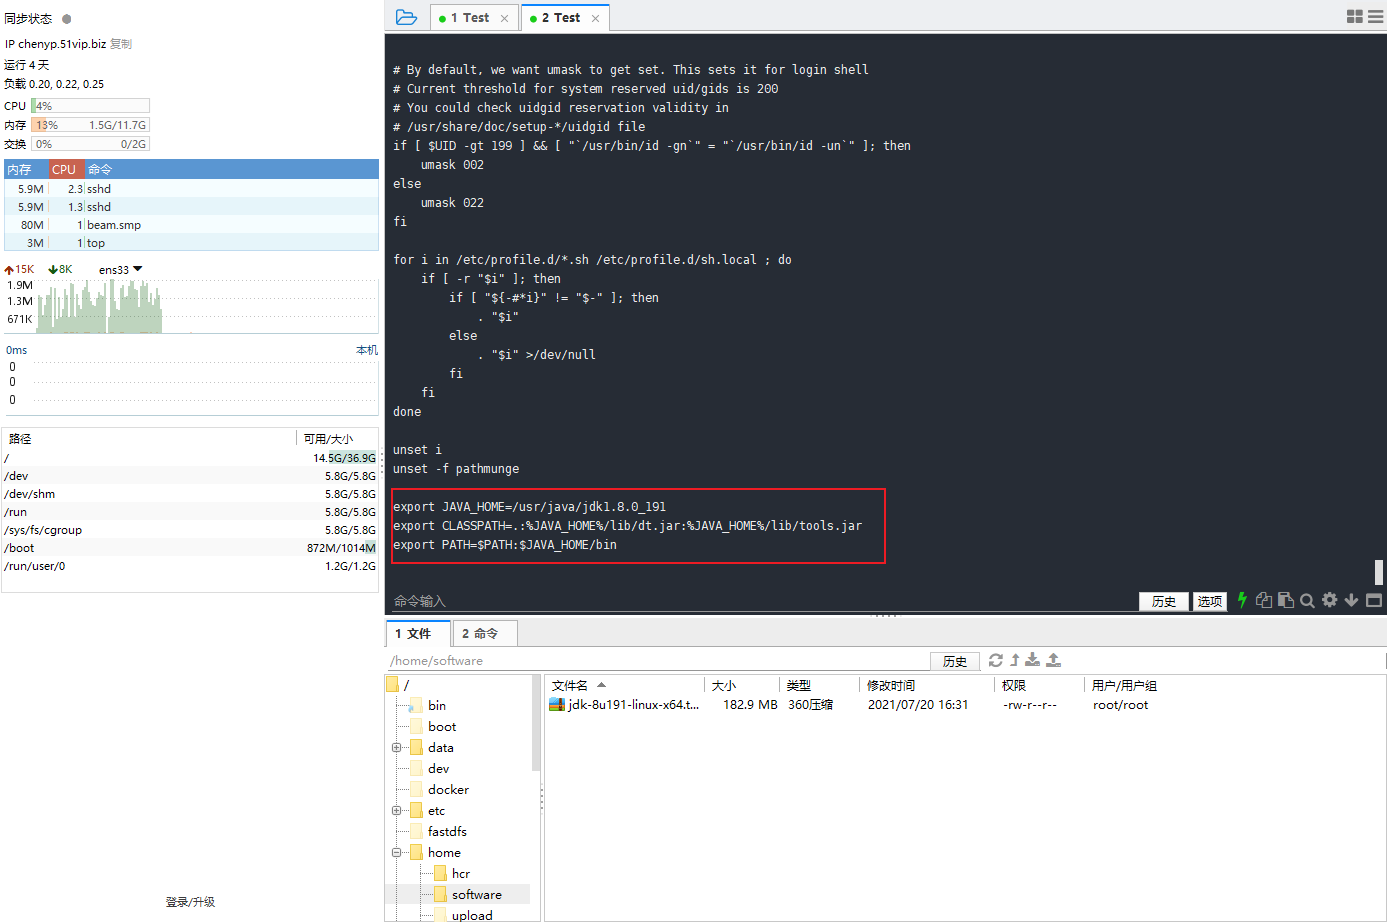 同步状态
IP chenyp.51vip.biz 复制
运行 4 天
负载 0.20, 0.22, 0.25
CPU 4%
内存 13% 1.5G/11.7G
交换 0% 0/2G
内存 CPU 命令
5.9M 2.3 sshd
5.9M 1.3 sshd
80M 1 beam.smp
3M 1 top
15K 8K ens33
1.9M
1.3M
671K
0ms 本机
0
0
0
路径 可用/大小
/ 14.5G/36.9G
/dev 5.8G/5.8G
/dev/shm 5.8G/5.8G
/run 5.8G/5.8G
/sys/fs/cgroup 5.8G/5.8G
/boot 872M/1014M
/run/user/0 1.2G/1.2G
登录/升级
1 Test 2 Test
# By default, we want umask to get set. This sets it for login shell
# Current threshold for system reserved uid/gids is 200
# You could check uidgid reservation validity in
# /usr/share/doc/setup-*/uidgid file
if [ $UID -gt 199 ] && [ "`/usr/bin/id -gn`" = "`/usr/bin/id -un`" ]; then
    umask 002
else
    umask 022
fi
for i in /etc/profile.d/*.sh /etc/profile.d/sh.local ; do
    if [ -r "$i" ]; then
        if [ "${-#*i}" != "$-" ]; then
            . "$i"
        else
            . "$i" >/dev/null
        fi
    fi
done
unset i
unset -f pathmunge
export JAVA_HOME=/usr/java/jdk1.8.0_191
export CLASSPATH=.:%JAVA_HOME%/lib/dt.jar:%JAVA_HOME%/lib/tools.jar
export PATH=$PATH:$JAVA_HOME/bin
命令输入 历史 选项
1 文件 2 命令
/home/software 历史
/
bin
boot
data
dev
docker
etc
fastdfs
home
hcr
software
upload
文件名 大小 类型 修改时间 权限 用户/用户组
jdk-8u191-linux-x64.t... 182.9 MB 360压缩 2021/07/20 16:31 -rw-r--r-- root/root